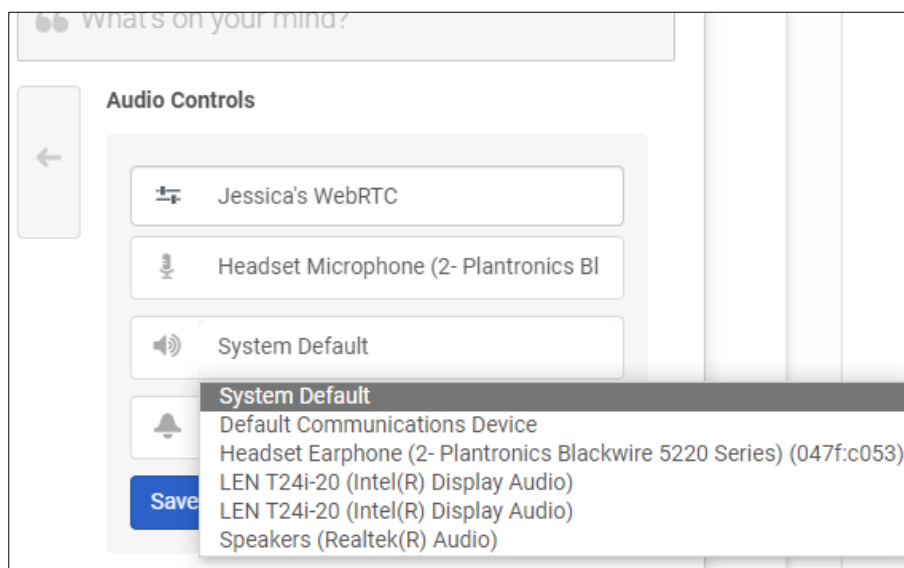 What's on your mind?
Audio Controls
Jessica's WebRTC
Headset Microphone (2- Plantronics Bl
System Default
System Default
Default Communications Device
Headset Earphone (2- Plantronics Blackwire 5220 Series) (047f:c053)
LEN T24i-20 (Intel(R) Display Audio)
LEN T24i-20 (Intel(R) Display Audio)
Speakers (Realtek(R) Audio)
Save